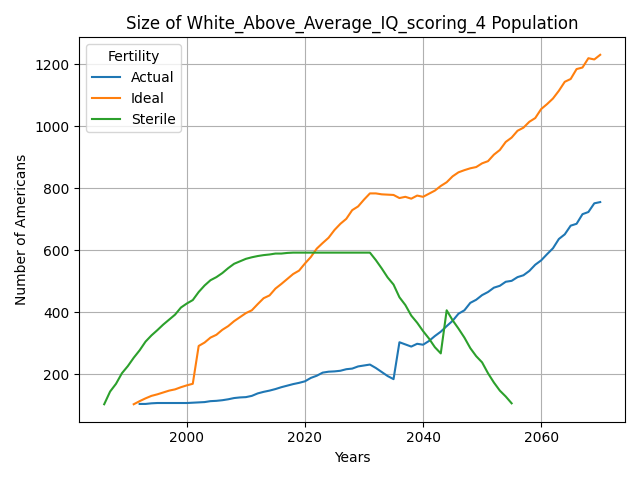 Size of White_Above_Average_IQ_scoring_4 Population
Fertility
Actual
Ideal
Sterile
Number of Americans
1200
1000
800
600
400
200
2000
2020
2040
2060
Years